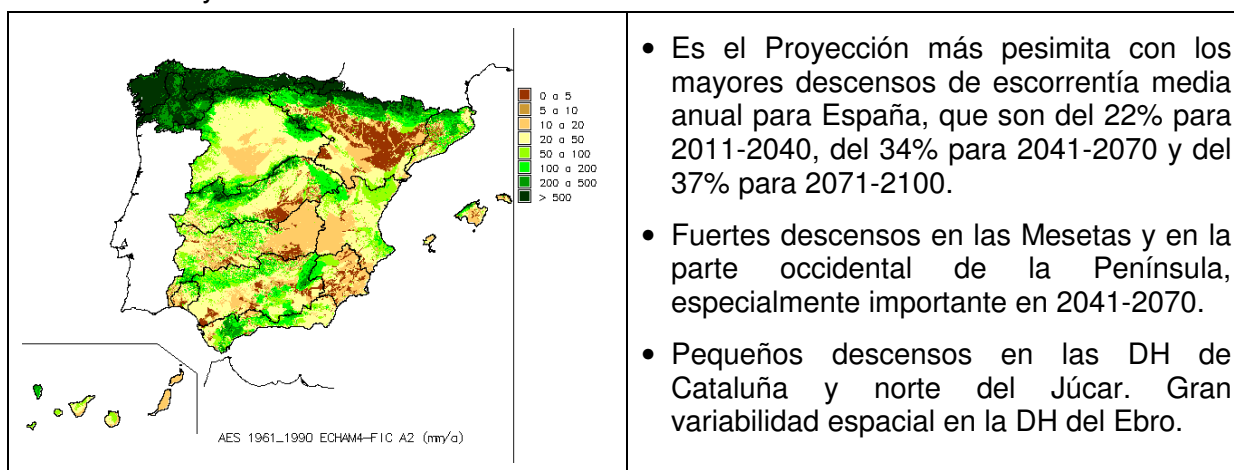 0 a 5
5 a 10
10 a 20
20 a 50
50 a 100
100 a 200
200 a 500
> 500
AES 1961_1990 ECHAM4-FIC A2 (mm/a)
• Es el Proyección más pesimita con los
mayores descensos de escorrentía media
anual para España, que son del 22% para
2011-2040, del 34% para 2041-2070 y del
37% para 2071-2100.
• Fuertes descensos en las Mesetas y en la
parte occidental de la Península,
especialmente importante en 2041-2070.
• Pequeños descensos en las DH de
Cataluña y norte del Júcar. Gran
variabilidad espacial en la DH del Ebro.